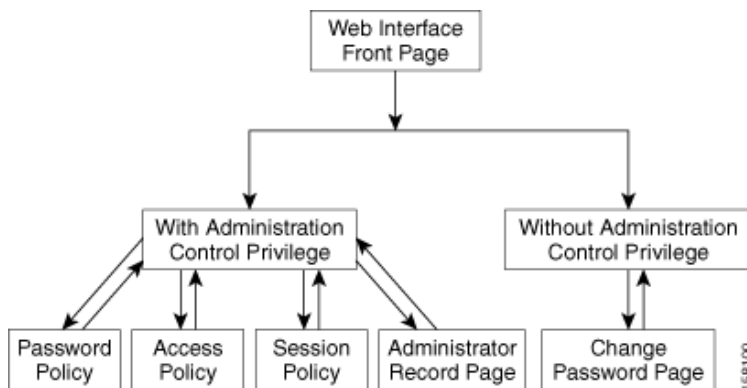 Web Interface
Front Page
With Administration
Control Privilege
Without Administration
Control Privilege
Password
Policy
Access
Policy
Session
Policy
Administrator
Record Page
Change
Password Page